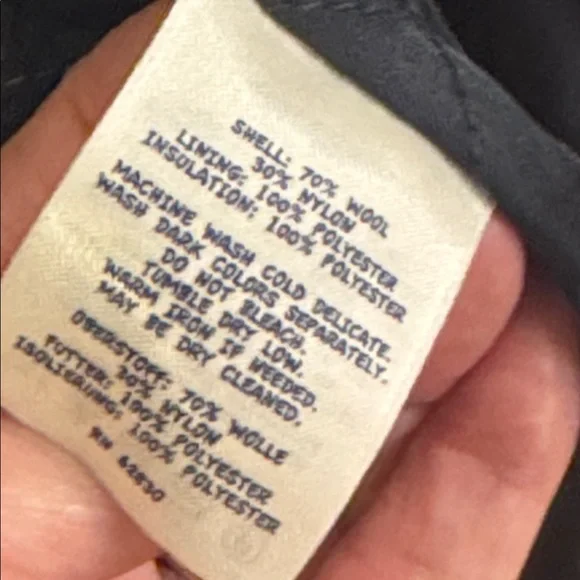 SHELL: 70% WOOL
30% NYLON
LINING: 100% POLYESTER
INSULATION: 100% POLYESTER
MACHINE WASH COLD DELICATE.
WASH DARK COLORS SEPARATELY.
DO NOT BLEACH.
TUMBLE DRY LOW.
WARM IRON IF NEEDED.
MAY BE DRY CLEANED.
OBERSTOFF: 70% WOLLE
30% NYLON
FUTTER: 100% POLYESTER
ISOLIERUNG: 100% POLYESTER
RN 62830